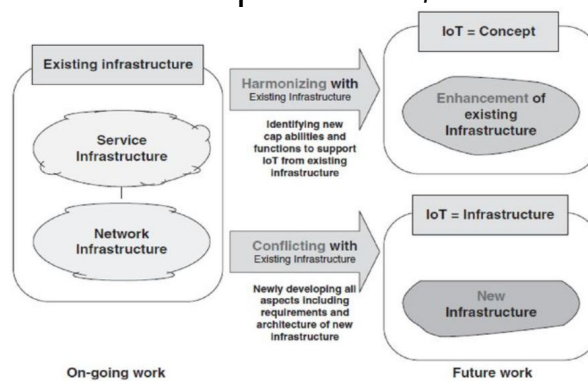 Existing infrastructure
Service
Infrastructure
Network
Infrastructure
On-going work
Harmonizing with
Existing Infrastructure
Identifying new
cap abilities and
functions to support
IoT from existing
infrastructure
Conflicting with
Existing Infrastructure
Newly developing all
aspects including
requirements and
architecture of new
infrastructure
IoT = Concept
Enhancement of
existing
Infrastructure
IoT = Infrastructure
New
Infrastructure
Future work